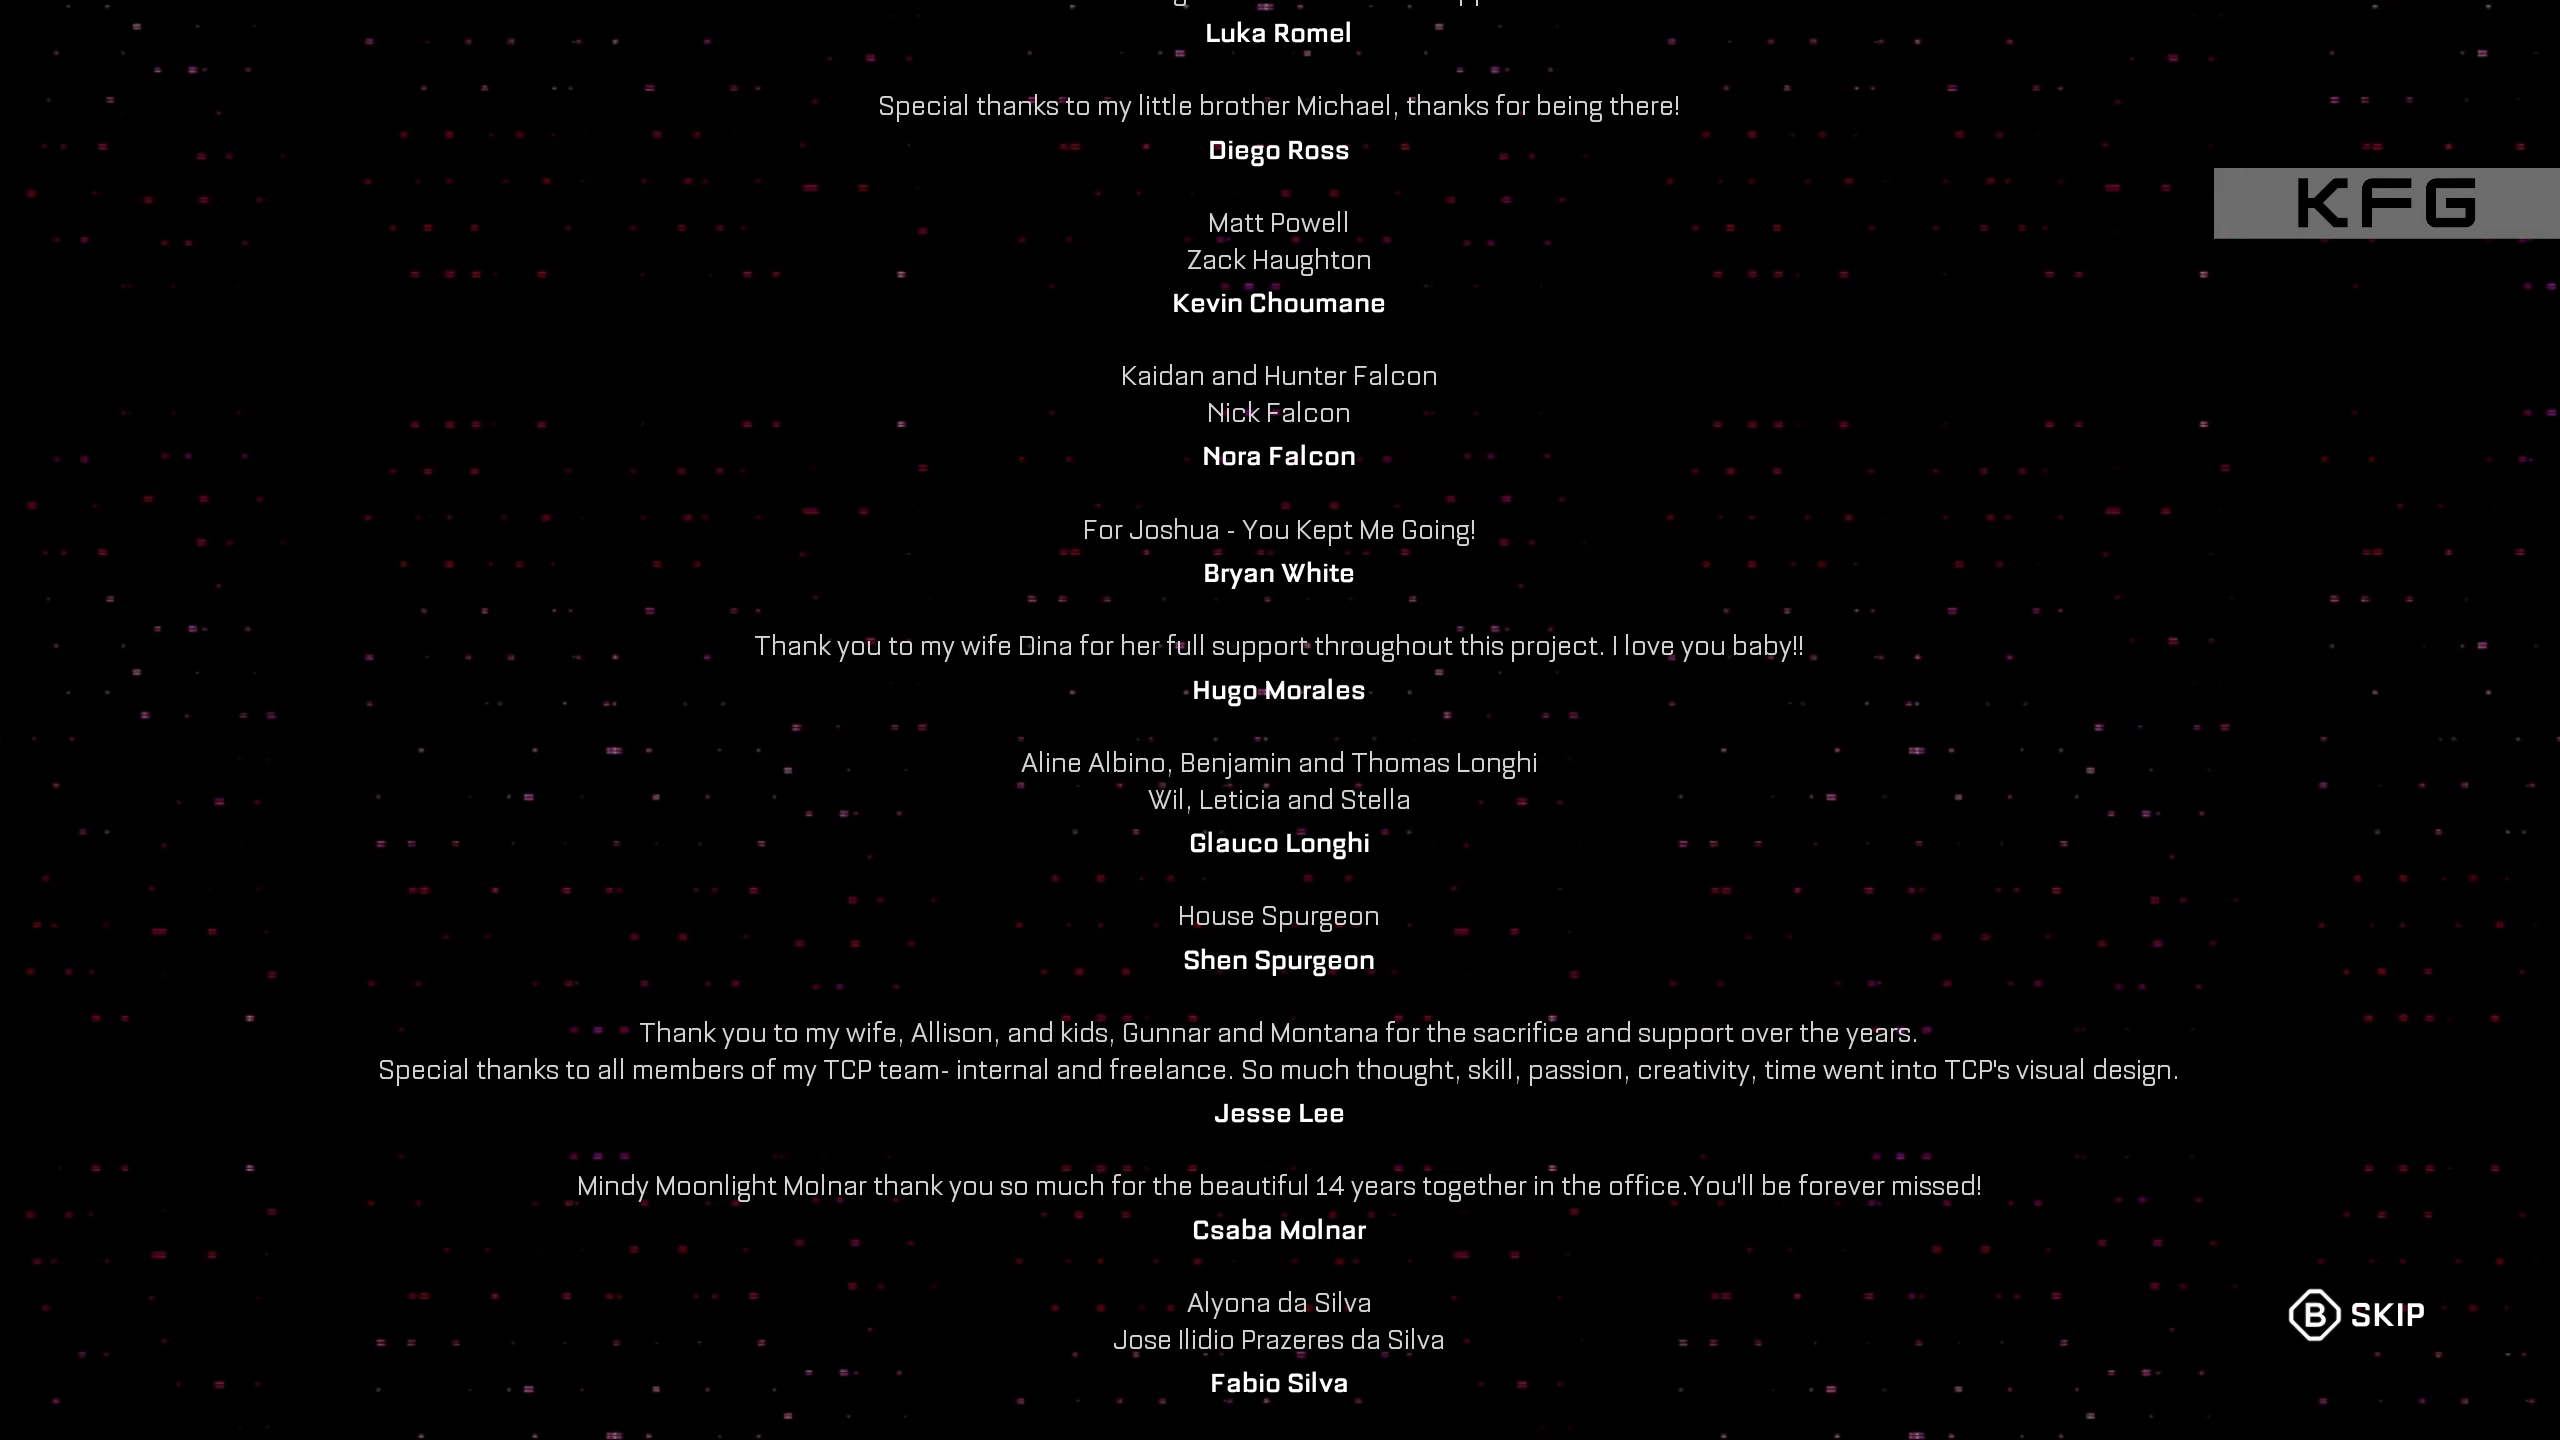 Luka Romel
Special thanks to my little brother Michael, thanks for being there!
Diego Ross
KFG
Matt Powell
Zack Haughton
Kevin Choumane
Kaidan and Hunter Falcon
Nick Falcon
Nora Falcon
For Joshua - You Kept Me Going!
Bryan White
Thank you to my wife Dina for her full support throughout this project. I love you baby!!
Hugo Morales
Aline Albino, Benjamin and Thomas Longhi
Wil, Leticia and Stella
Glauco Longhi
House Spurgeon
Shen Spurgeon
Thank you to my wife, Allison, and kids, Gunnar and Montana for the sacrifice and support over the years.
Special thanks to all members of my TCP team- internal and freelance. So much thought, skill, passion, creativity, time went into TCP's visual design.
Jesse Lee
Mindy Moonlight Molnar thank you so much for the beautiful 14 years together in the office.You'll be forever missed!
Csaba Molnar
Alyona da Silva
Jose Ilidio Prazeres da Silva
Fabio Silva
B SKIP